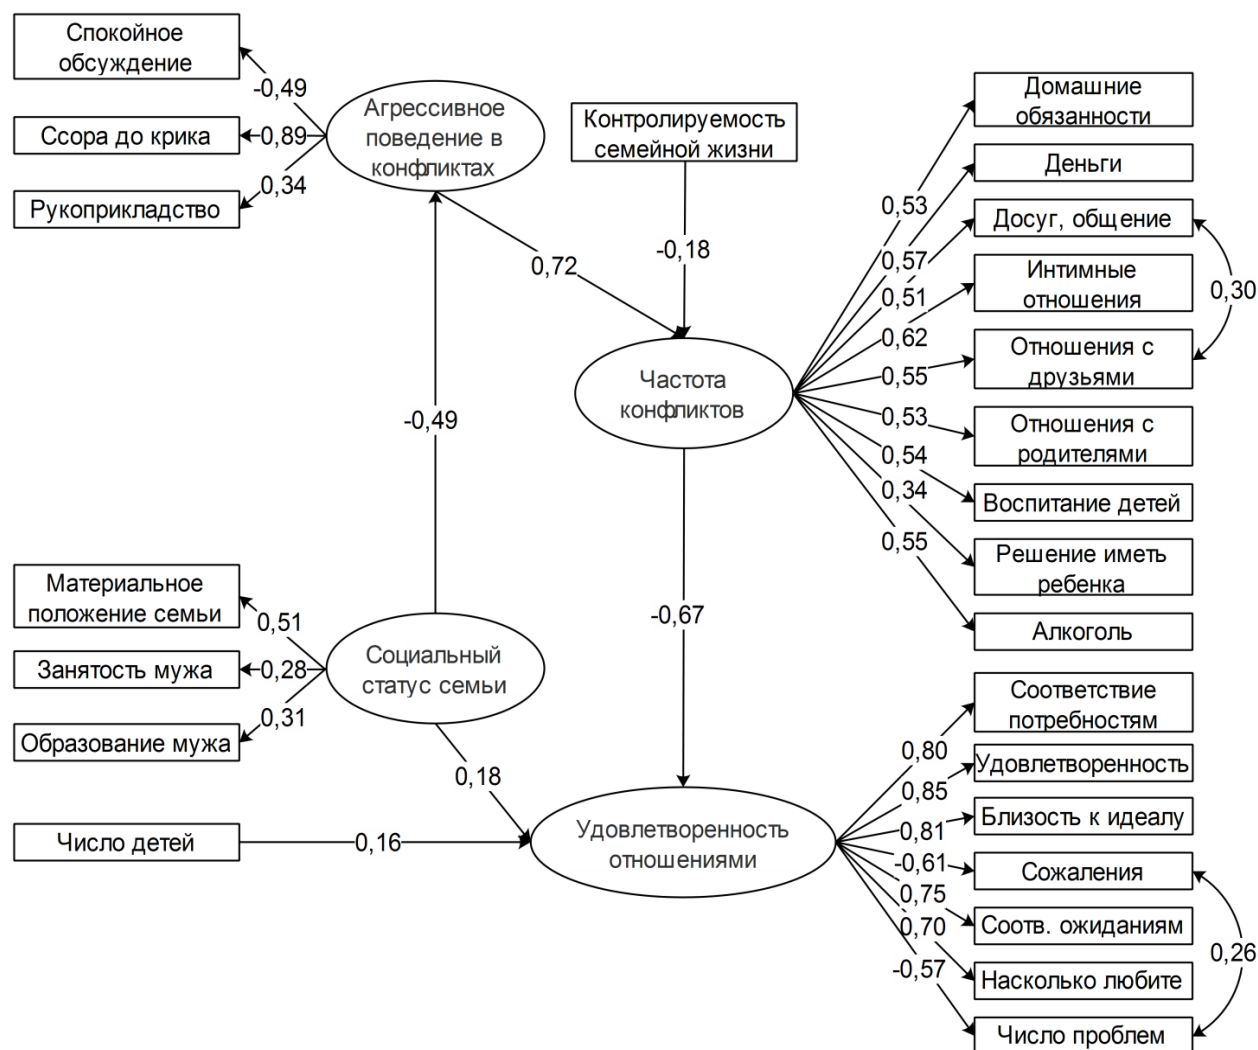 Спокойное
обсуждение
-0,49
Ссора до крика
0,89
Рукоприкладство
0,34
Агрессивное
поведение в
конфликтах
Контролируемость
семейной жизни
-0,18
0,72
-0,49
Частота
конфликтов
Домашние
обязанности
0,53
Деньги
0,57
Досуг, общение
0,51
Интимные
отношения
0,62
Отношения с
друзьями
0,55
0,30
Отношения с
родителями
0,53
Воспитание детей
0,54
Решение иметь
ребенка
0,34
Алкоголь
0,55
-0,67
Материальное
положение семьи
0,51
Занятость мужа
0,28
Образование мужа
0,31
Социальный
статус семьи
0,18
Число детей
0,16
Удовлетворенность
отношениями
Соответствие
потребностям
0,80
Удовлетворенность
0,85
Близость к идеалу
0,81
Сожаления
-0,61
Соотв. ожиданиям
0,75
Насколько любите
0,70
Число проблем
-0,57
0,26